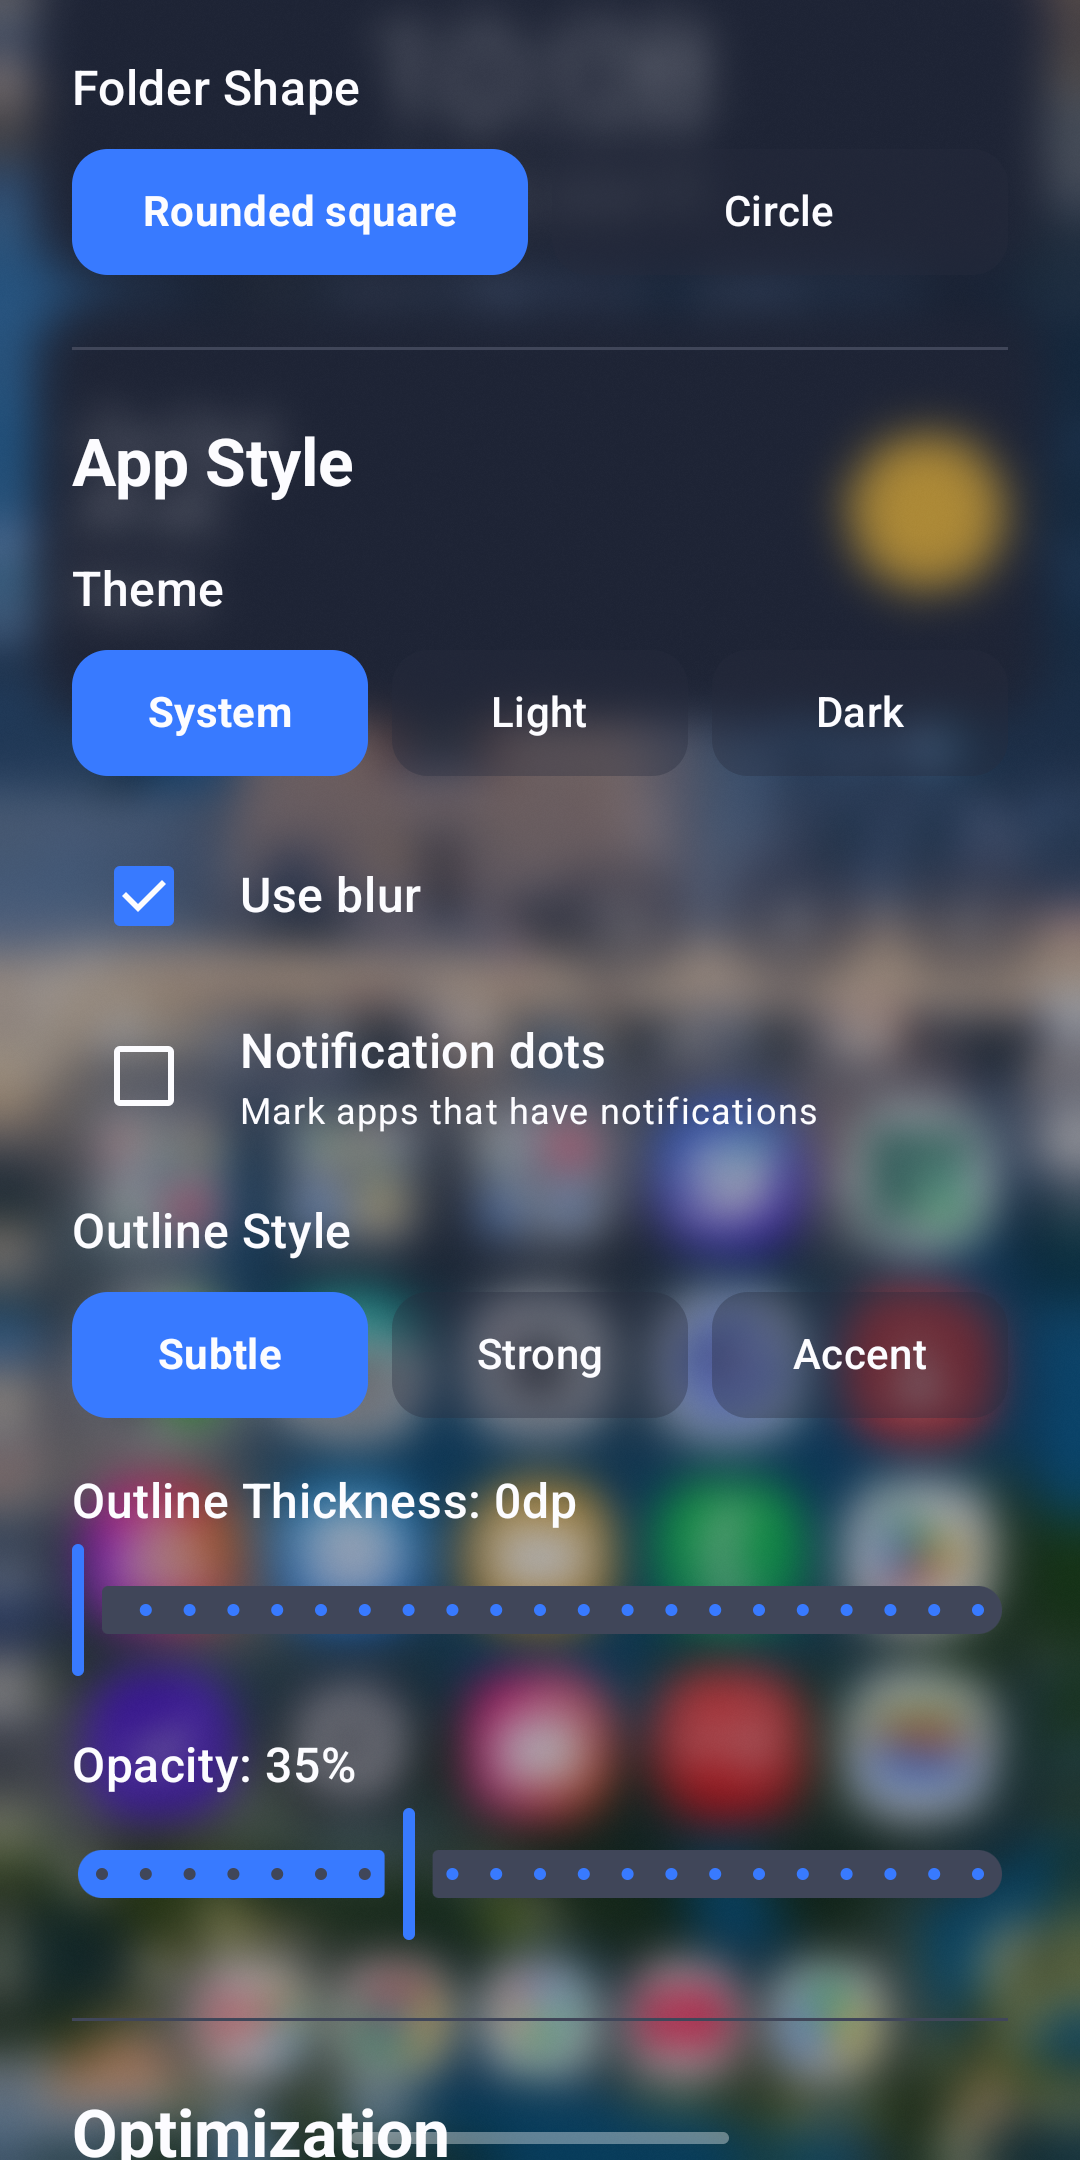 Folder Shape
Rounded square
Circle
App Style
Theme
System
Light
Dark
Use blur
Notification dots
Mark apps that have notifications
Outline Style
Subtle
Strong
Accent
Outline Thickness: 0dp
Opacity: 35%
Optimization